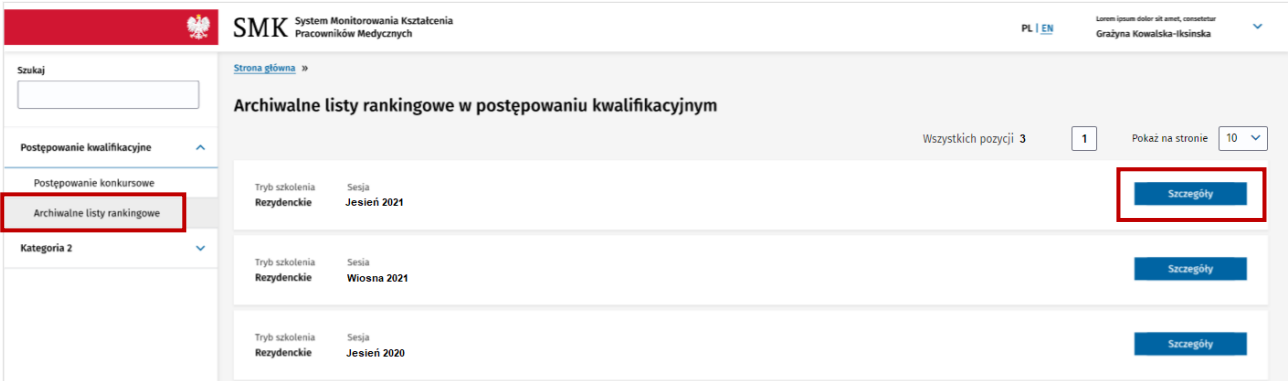 SMK System Monitorowania Kształcenia
Pracowników Medycznych
PL | EN
Lorem ipsum dolor sit amet, consetetur
Grażyna Kowalska-Iksinska
Szukaj
Postępowanie kwalifikacyjne
Postępowanie konkursowe
Archiwalne listy rankingowe
Kategoria 2
Strona główna »
Archiwalne listy rankingowe w postępowaniu kwalifikacyjnym
Wszystkich pozycji 3 1 Pokaż na stronie 10
Tryb szkolenia Sesja
Rezydenckie Jesień 2021
Szczegóły
Tryb szkolenia Sesja
Rezydenckie Wiosna 2021
Szczegóły
Tryb szkolenia Sesja
Rezydenckie Jesień 2020
Szczegóły